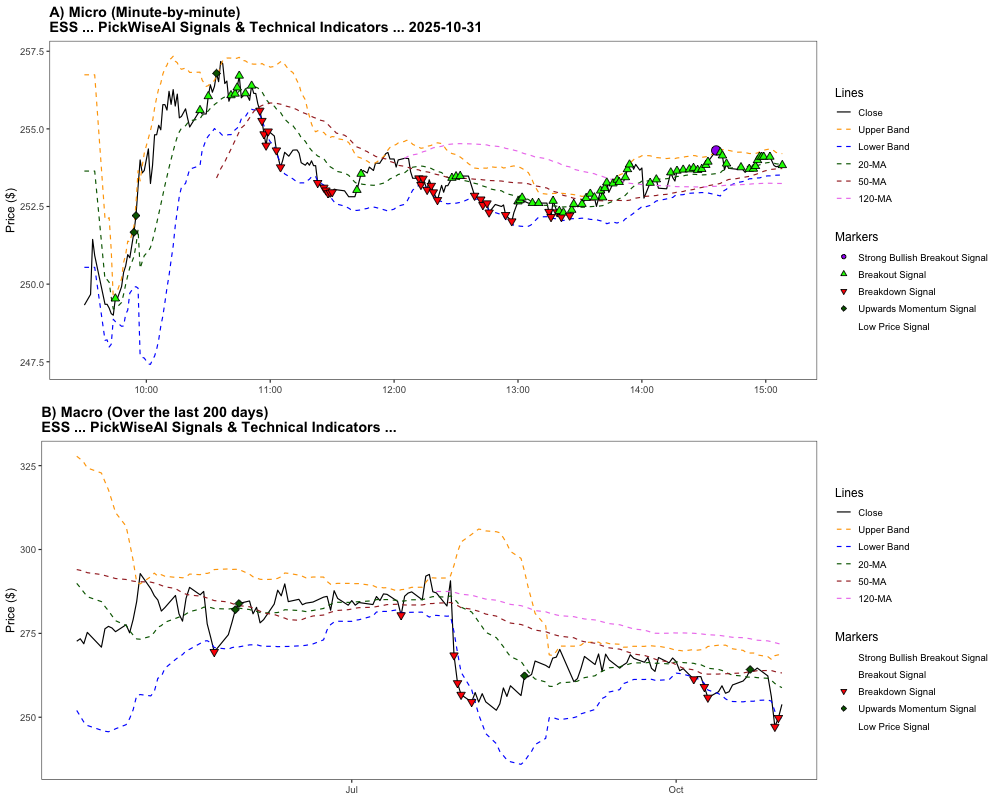 A) Micro (Minute-by-minute)
ESS ... PickWiseAI Signals & Technical Indicators ... 2025-10-31
257.5
255.0
252.5
250.0
247.5
Price ($)
10:00
11:00
12:00
13:00
14:00
15:00
Lines
Close
Upper Band
Lower Band
20-MA
50-MA
120-MA
Markers
Strong Bullish Breakout Signal
Breakout Signal
Breakdown Signal
Upwards Momentum Signal
Low Price Signal
B) Macro (Over the last 200 days)
ESS ... PickWiseAI Signals & Technical Indicators ...
325
300
275
250
Price ($)
Jul
Oct
Lines
Close
Upper Band
Lower Band
20-MA
50-MA
120-MA
Markers
Strong Bullish Breakout Signal
Breakout Signal
Breakdown Signal
Upwards Momentum Signal
Low Price Signal